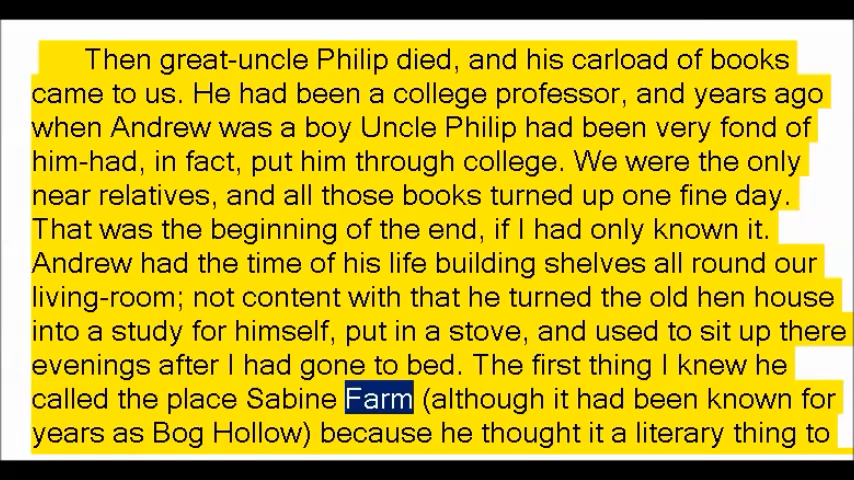 Then great-uncle Philip died, and his carload of books
came to us. He had been a college professor, and years ago
when Andrew was a boy Uncle Philip had been very fond of
him-had, in fact, put him through college. We were the only
near relatives, and all those books turned up one fine day.
That was the beginning of the end, if I had only known it.
Andrew had the time of his life building shelves all round our
living-room; not content with that he turned the old hen house
into a study for himself, put in a stove, and used to sit up there
evenings after I had gone to bed. The first thing I knew he
called the place Sabine Farm (although it had been known for
years as Bog Hollow) because he thought it a literary thing to